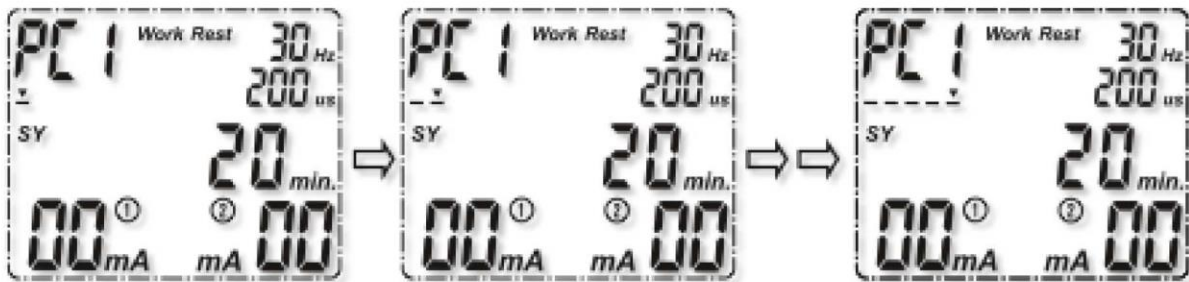 PC1 Work Rest 30 Hz
200 us
SY
20 min.
00 ① mA mA ② 00
PC1 Work Rest 30 Hz
200 us
SY
20 min.
00 ① mA mA ② 00
PC1 Work Rest 30 Hz
200 us
SY
20 min.
00 ① mA mA ② 00